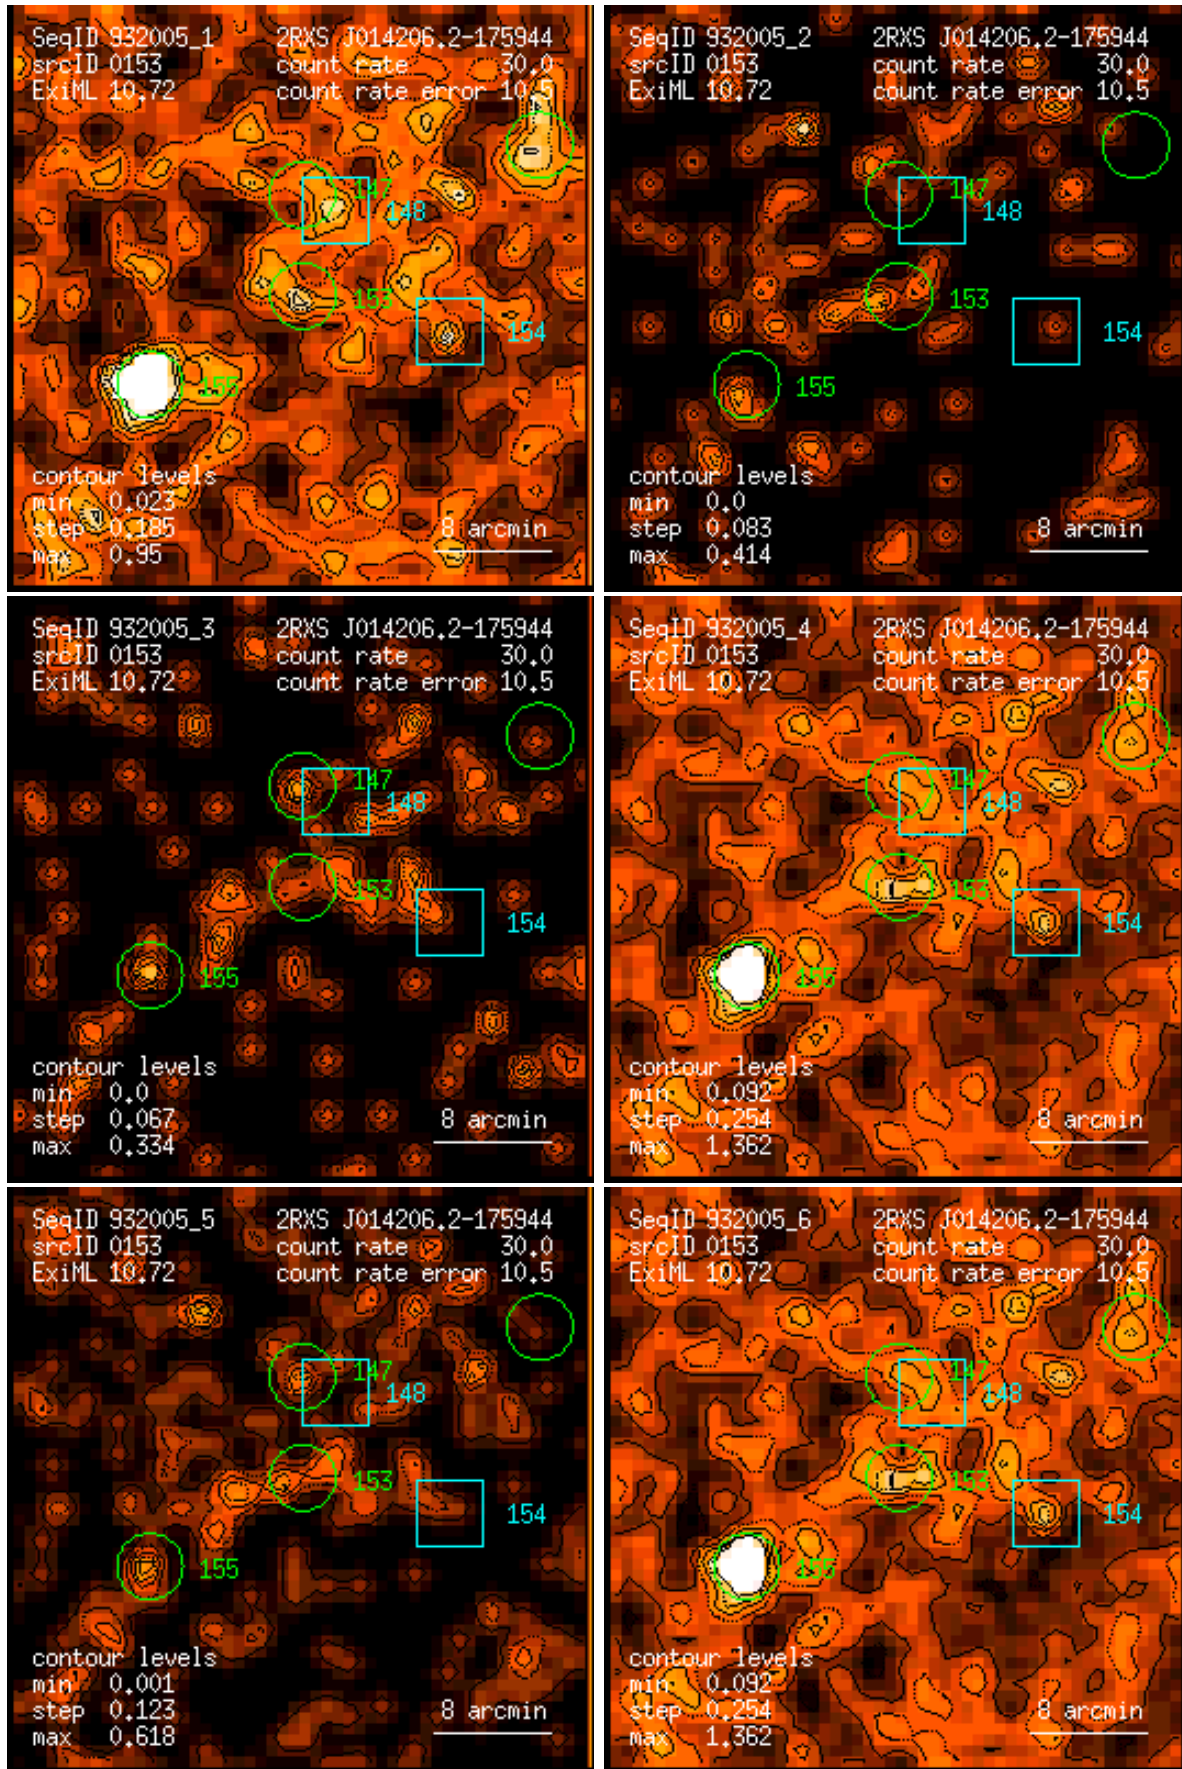 SeqID 932005_1 2RXS J014206.2-175944
srcID 0153 count rate 30.0
ExiML 10.72 count rate error 10.5
147
148
153
154
155
contour levels
min 0.023
step 0.185 8 arcmin
max 0.95
SeqID 932005_2 2RXS J014206.2-175944
srcID 0153 count rate 30.0
ExiML 10.72 count rate error 10.5
147
148
153
154
155
contour levels
min 0.0
step 0.083 8 arcmin
max 0.414
SeqID 932005_3 2RXS J014206.2-175944
srcID 0153 count rate 30.0
ExiML 10.72 count rate error 10.5
147
148
153
154
155
contour levels
min 0.0
step 0.067 8 arcmin
max 0.334
SeqID 932005_4 2RXS J014206.2-175944
srcID 0153 count rate 30.0
ExiML 10.72 count rate error 10.5
147
148
153
154
155
contour levels
min 0.092
step 0.254 8 arcmin
max 1.362
SeqID 932005_5 2RXS J014206.2-175944
srcID 0153 count rate 30.0
ExiML 10.72 count rate error 10.5
147
148
153
154
155
contour levels
min 0.001
step 0.123 8 arcmin
max 0.618
SeqID 932005_6 2RXS J014206.2-175944
srcID 0153 count rate 30.0
ExiML 10.72 count rate error 10.5
147
148
153
154
155
contour levels
min 0.092
step 0.254 8 arcmin
max 1.362